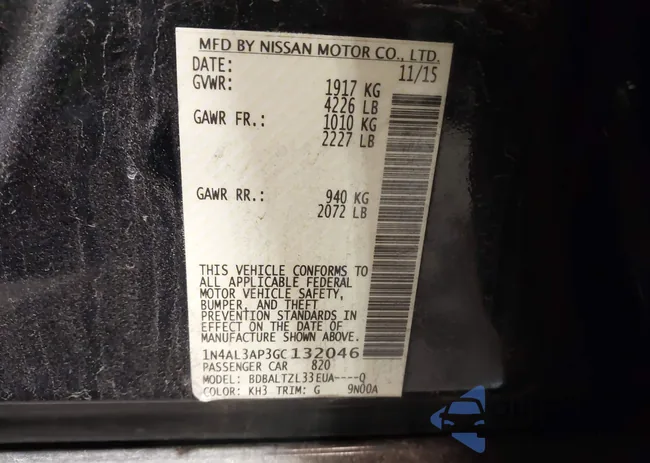 MFD BY NISSAN MOTOR CO., LTD.
DATE: 11/15
GVWR: 1917 KG
4226 LB
GAWR FR.: 1010 KG
2227 LB
GAWR RR.: 940 KG
2072 LB
THIS VEHICLE CONFORMS TO
ALL APPLICABLE FEDERAL
MOTOR VEHICLE SAFETY,
BUMPER, AND THEFT
PREVENTION STANDARDS IN
EFFECT ON THE DATE OF
MANUFACTURE SHOWN ABOVE.
1N4AL3AP3GC132046
PASSENGER CAR 820
MODEL: BDBALTZL33EUA----Q
COLOR: KH3 TRIM: G 9N00A